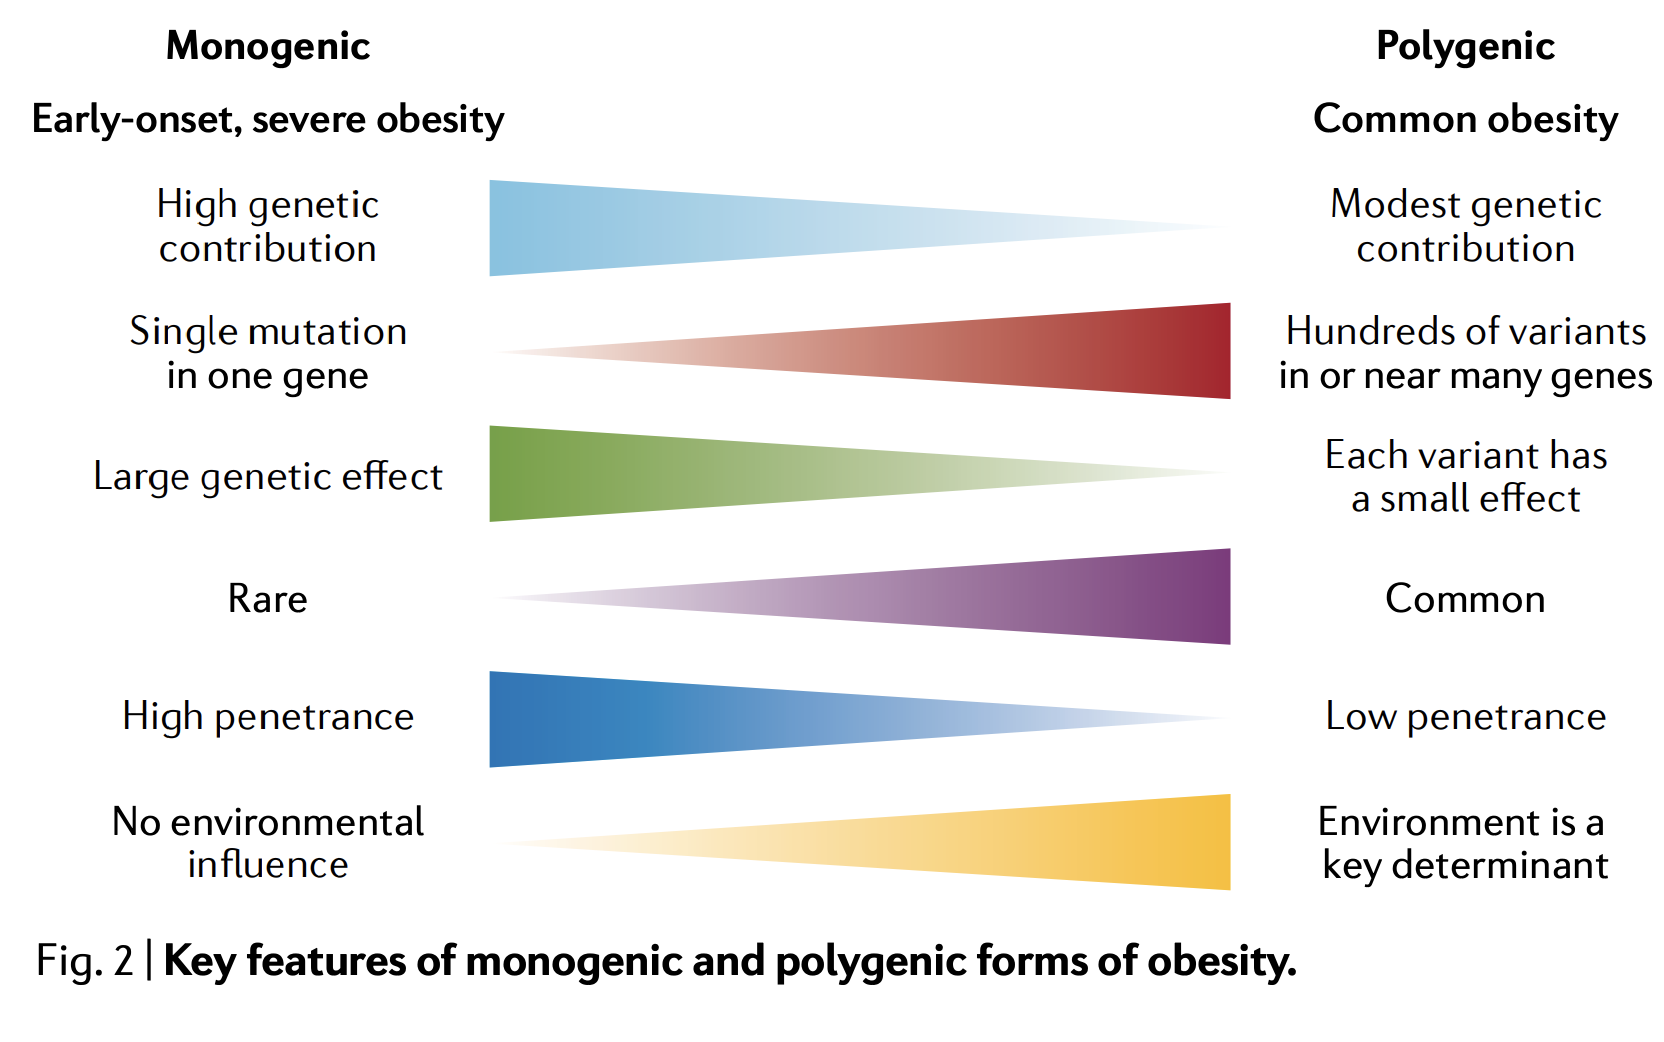 Monogenic
Polygenic
Early-onset, severe obesity
Common obesity
High genetic
contribution
Modest genetic
contribution
Single mutation
in one gene
Hundreds of variants
in or near many genes
Large genetic effect
Each variant has
a small effect
Rare
Common
High penetrance
Low penetrance
No environmental
influence
Environment is a
key determinant
Fig. 2 | Key features of monogenic and polygenic forms of obesity.